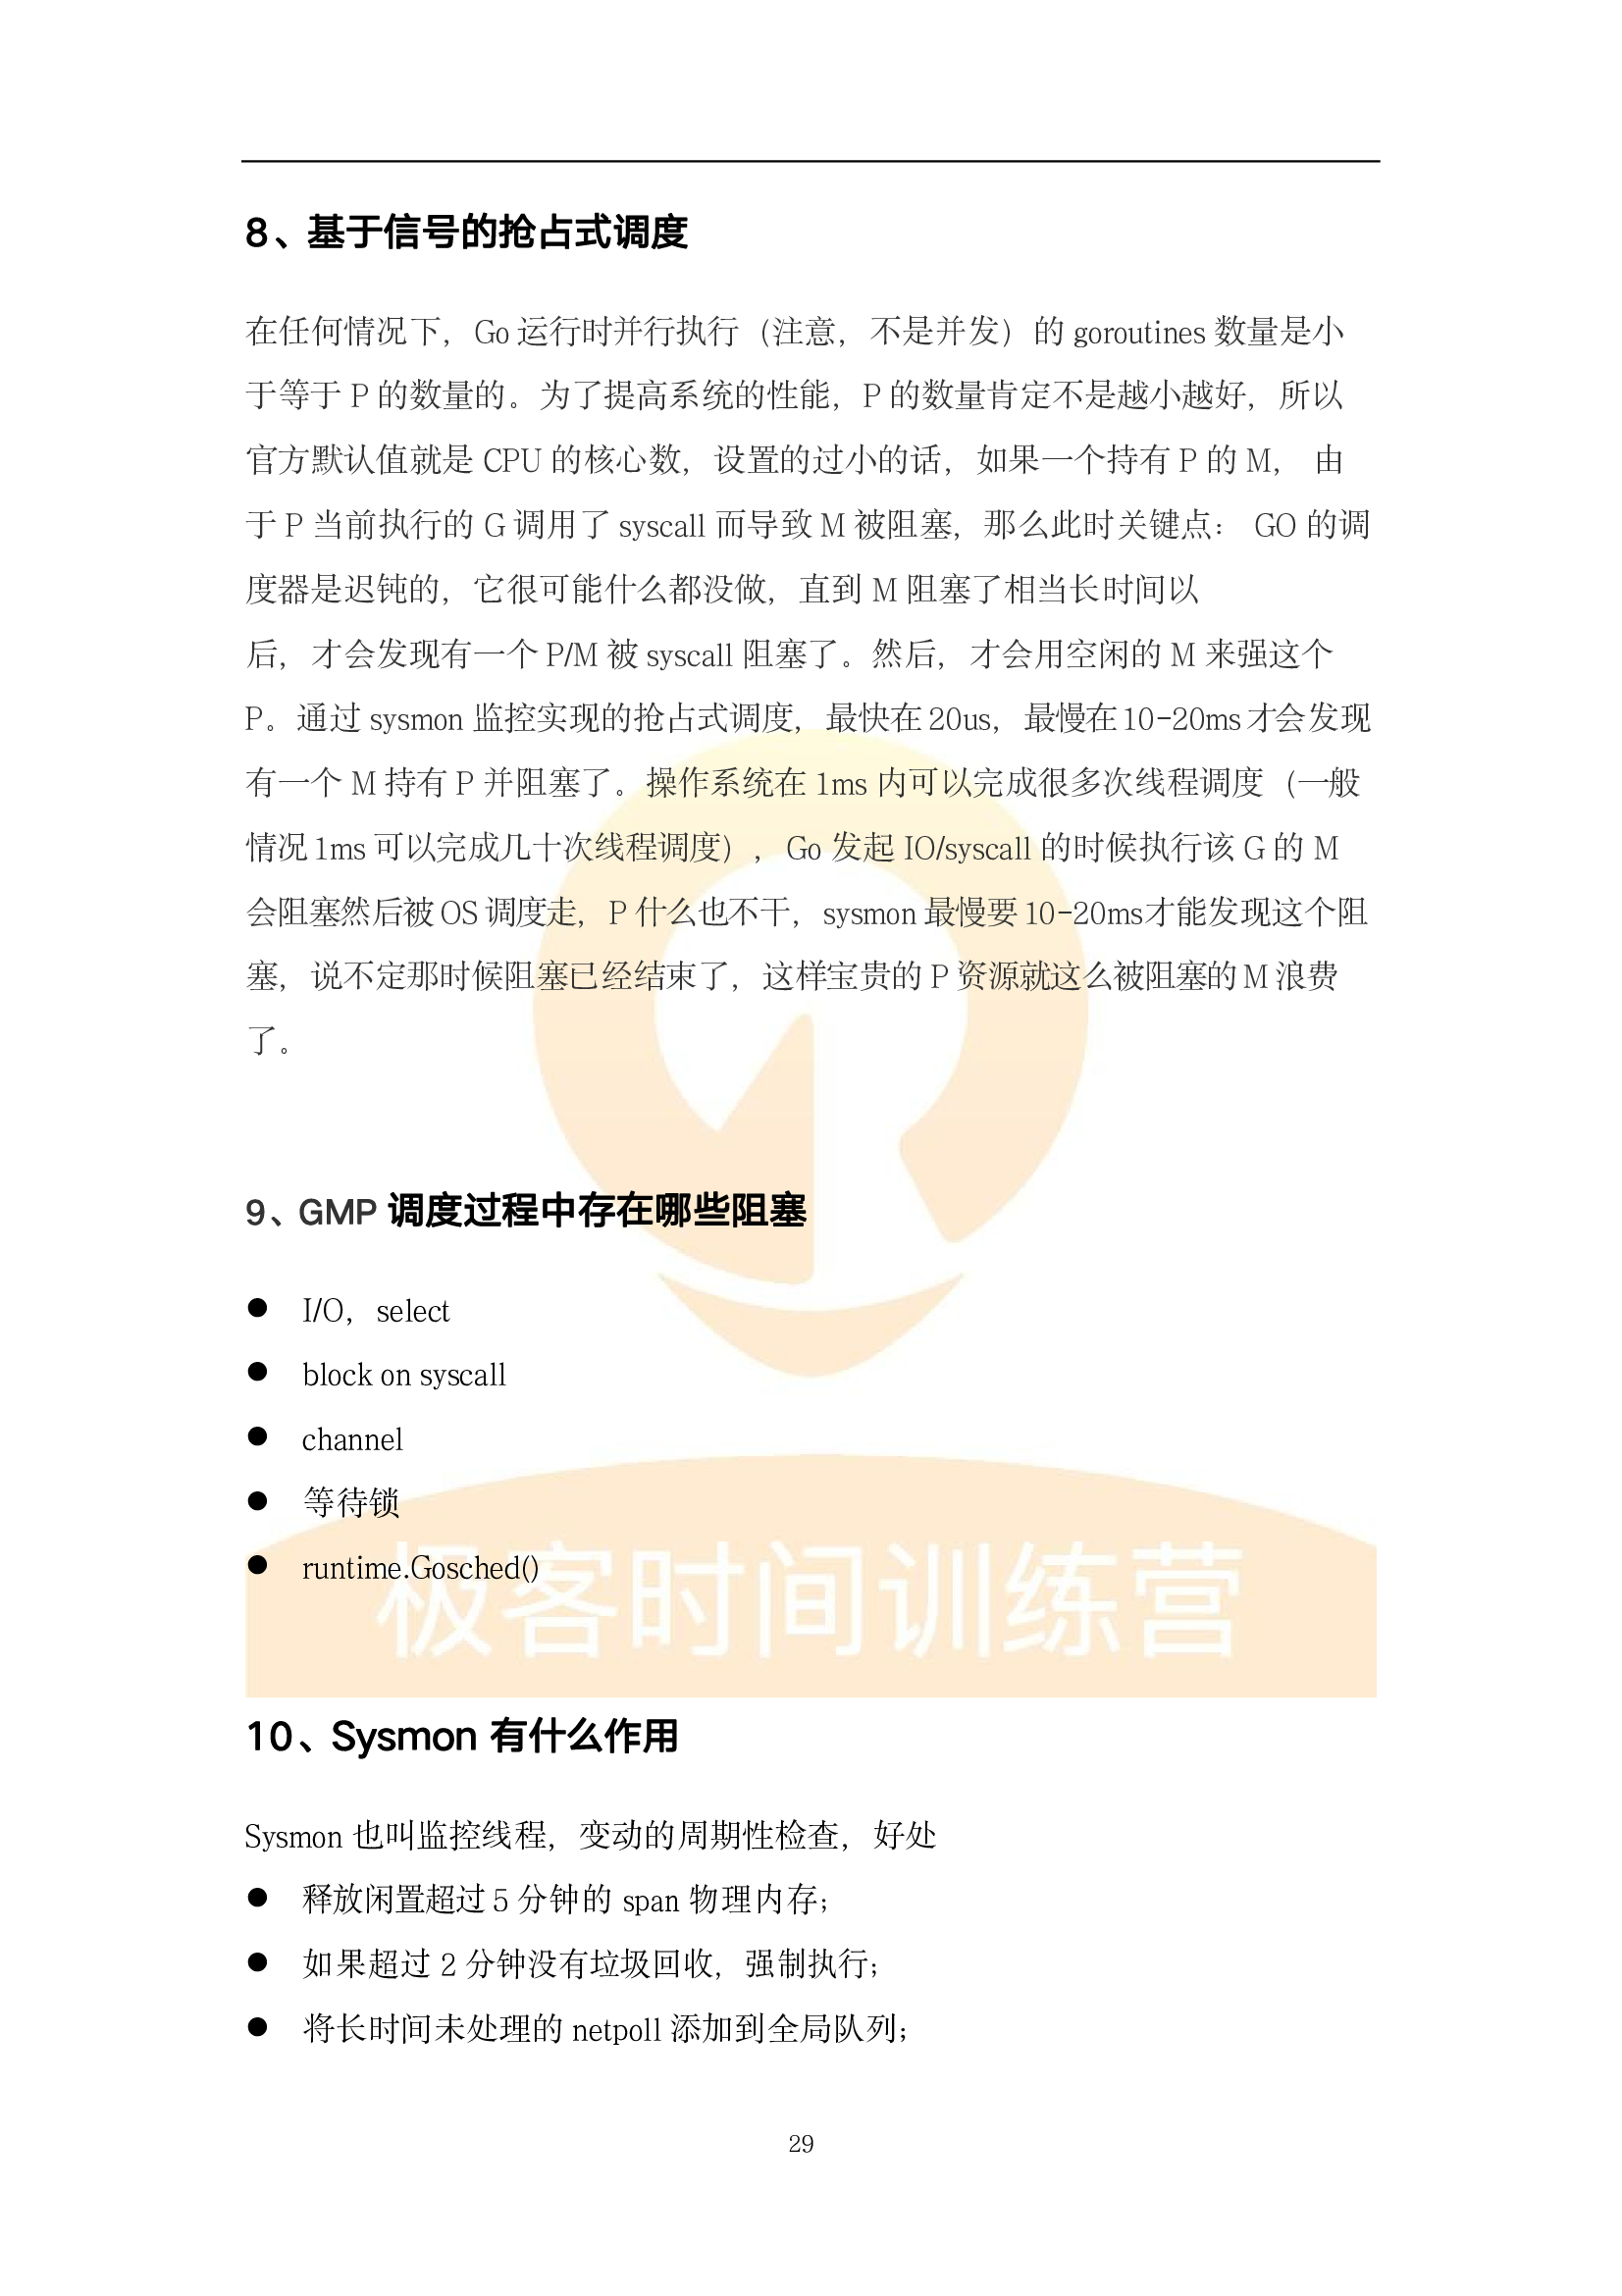 8、基于信号的抢占式调度
在任何情况下，Go 运行时并行执行（注意，不是并发）的 goroutines 数量是小
于等于 P 的数量的。为了提高系统的性能，P 的数量肯定不是越小越好，所以
官方默认值就是 CPU 的核心数，设置的过小的话，如果一个持有 P 的 M， 由
于 P 当前执行的 G 调用了 syscall 而导致 M 被阻塞，那么此时关键点： GO 的调
度器是迟钝的，它很可能什么都没做，直到 M 阻塞了相当长时间以
后，才会发现有一个 P/M 被 syscall 阻塞了。然后，才会用空闲的 M 来强这个
P。通过 sysmon 监控实现的抢占式调度，最快在 20us，最慢在 10-20ms 才会发现
有一个 M 持有 P 并阻塞了。操作系统在 1ms 内可以完成很多次线程调度（一般
情况 1ms 可以完成几十次线程调度），Go 发起 IO/syscall 的时候执行该 G 的 M
会阻塞然后被 OS 调度走，P 什么也不干，sysmon 最慢要 10-20ms才能发现这个阻
塞，说不定那时候阻塞已经结束了，这样宝贵的 P 资源就这么被阻塞的 M 浪费
了。
9、GMP 调度过程中存在哪些阻塞
● I/O，select
● block on syscall
● channel
● 等待锁
● runtime.Gosched()
极客时间训练营
10、Sysmon 有什么作用
Sysmon 也叫监控线程，变动的周期性检查，好处
● 释放闲置超过 5 分钟的 span 物理内存；
● 如果超过 2 分钟没有垃圾回收，强制执行；
● 将长时间未处理的 netpoll 添加到全局队列；
29